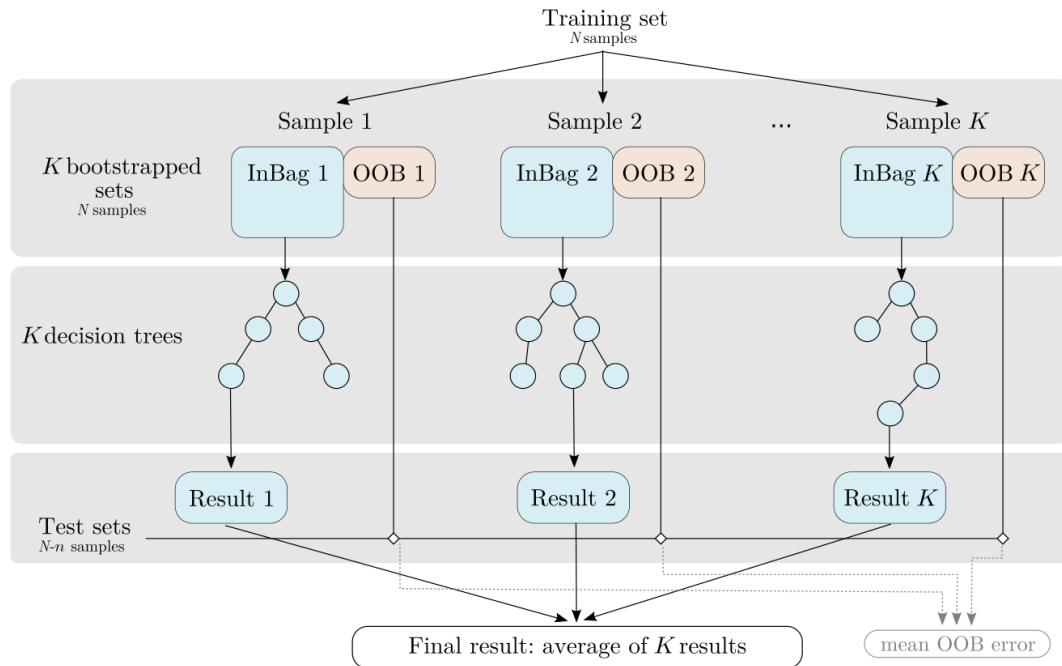 Training set
N samples
Sample 1
Sample 2
...
Sample K
K bootstrapped
sets
N samples
InBag 1
OOB 1
InBag 2
OOB 2
InBag K
OOB K
K decision trees
Result 1
Result 2
Result K
Test sets
N-n samples
Final result: average of K results
mean OOB error